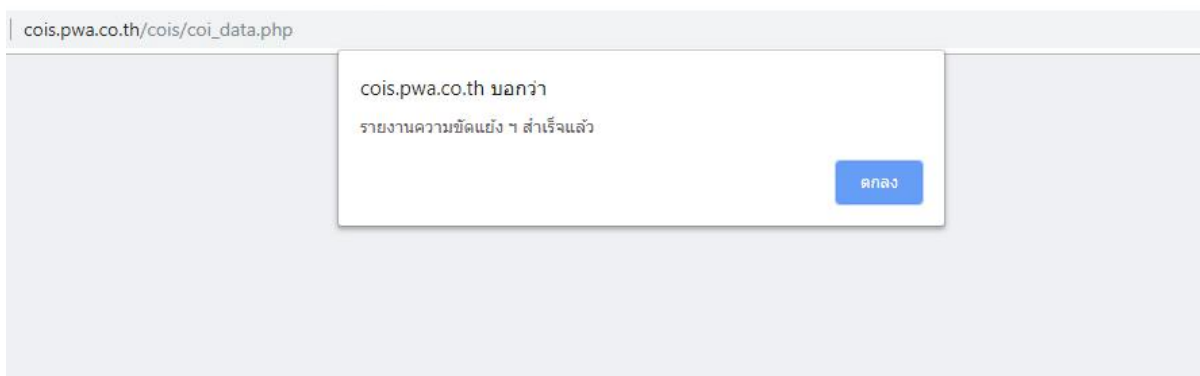 cois.pwa.co.th/cois/coi_data.php
cois.pwa.co.th บอกว่า
รายงานความขัดแย้ง ฯ สำเร็จแล้ว
ตกลง